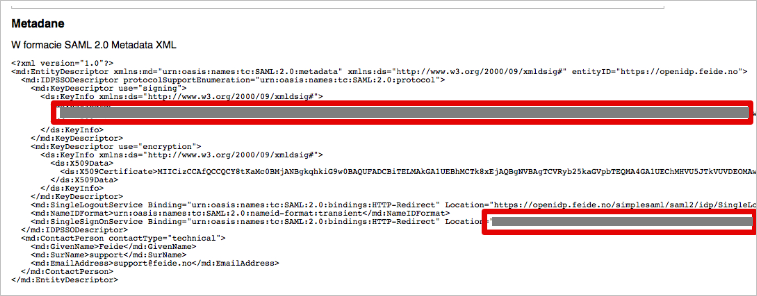 Metadane
W formacie SAML 2.0 Metadata XML
<?xml version="1.0"?>
<md:EntityDescriptor xmlns:md="urn:oasis:names:tc:SAML:2.0:metadata" xmlns:ds="http://www.w3.org/2000/09/xmldsig#" entityID="https://openidp.feide.no">
<md:IDPSSODescriptor protocolSupportEnumeration="urn:oasis:names:tc:SAML:2.0:protocol">
<md:KeyDescriptor use="signing">
<ds:KeyInfo xmlns:ds="http://www.w3.org/2000/09/xmldsig#">
</ds:KeyInfo>
</md:KeyDescriptor>
<md:KeyDescriptor use="encryption">
<ds:KeyInfo xmlns:ds="http://www.w3.org/2000/09/xmldsig#">
<ds:X509Data>
<ds:X509Certificate>MIICizCCAfQCCQCY8tKaMc0BMjANBgkqhkiG9w0BAQUFADCBiTELMAkGA1UEBhMCTk8xEjAQBgNVBAgTCVRyb25kaGVpbTEQMA4GA1UEChMHVU5JTkVUVDEOMAw
</ds:X509Data>
</ds:KeyInfo>
</md:KeyDescriptor>
<md:SingleLogoutService Binding="urn:oasis:names:tc:SAML:2.0:bindings:HTTP-Redirect" Location="https://openidp.feide.no/simplesaml/saml2/idp/SingleLo
<md:NameIDFormat>urn:oasis:names:tc:SAML:2.0:nameid-format:transient</md:NameIDFormat>
<md:SingleSignOnService Binding="urn:oasis:names:tc:SAML:2.0:bindings:HTTP-Redirect" Location="
</md:IDPSSODescriptor>
<md:ContactPerson contactType="technical">
<md:GivenName>Feide</md:GivenName>
<md:SurName>support</md:SurName>
<md:EmailAddress>support@feide.no</md:EmailAddress>
</md:ContactPerson>
</md:EntityDescriptor>